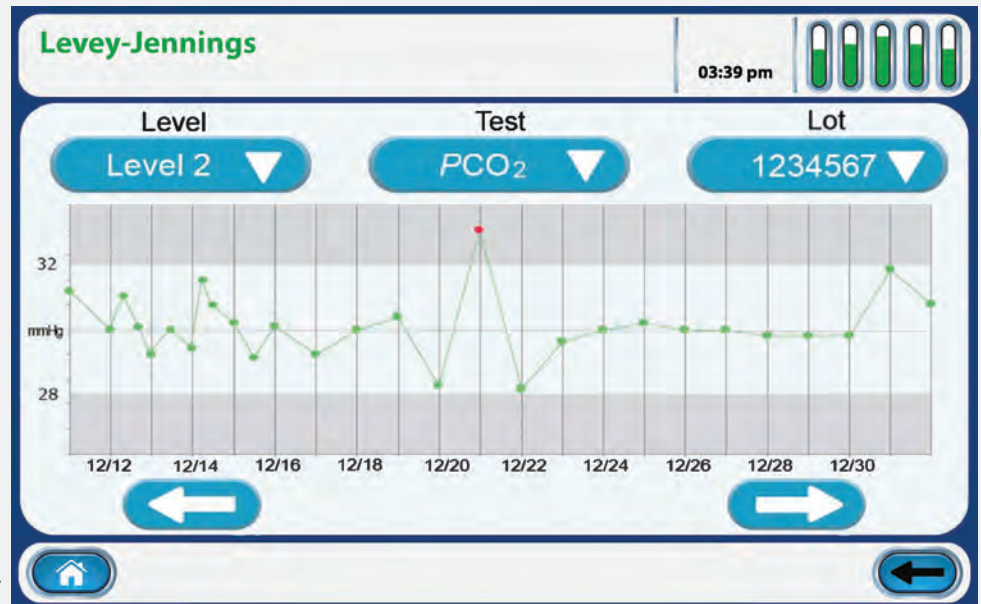 Levey-Jennings
03:39 pm
Level Test Lot
Level 2 PCO₂ 1234567
32
mmHg
28
12/12 12/14 12/16 12/18 12/20 12/22 12/24 12/26 12/28 12/30